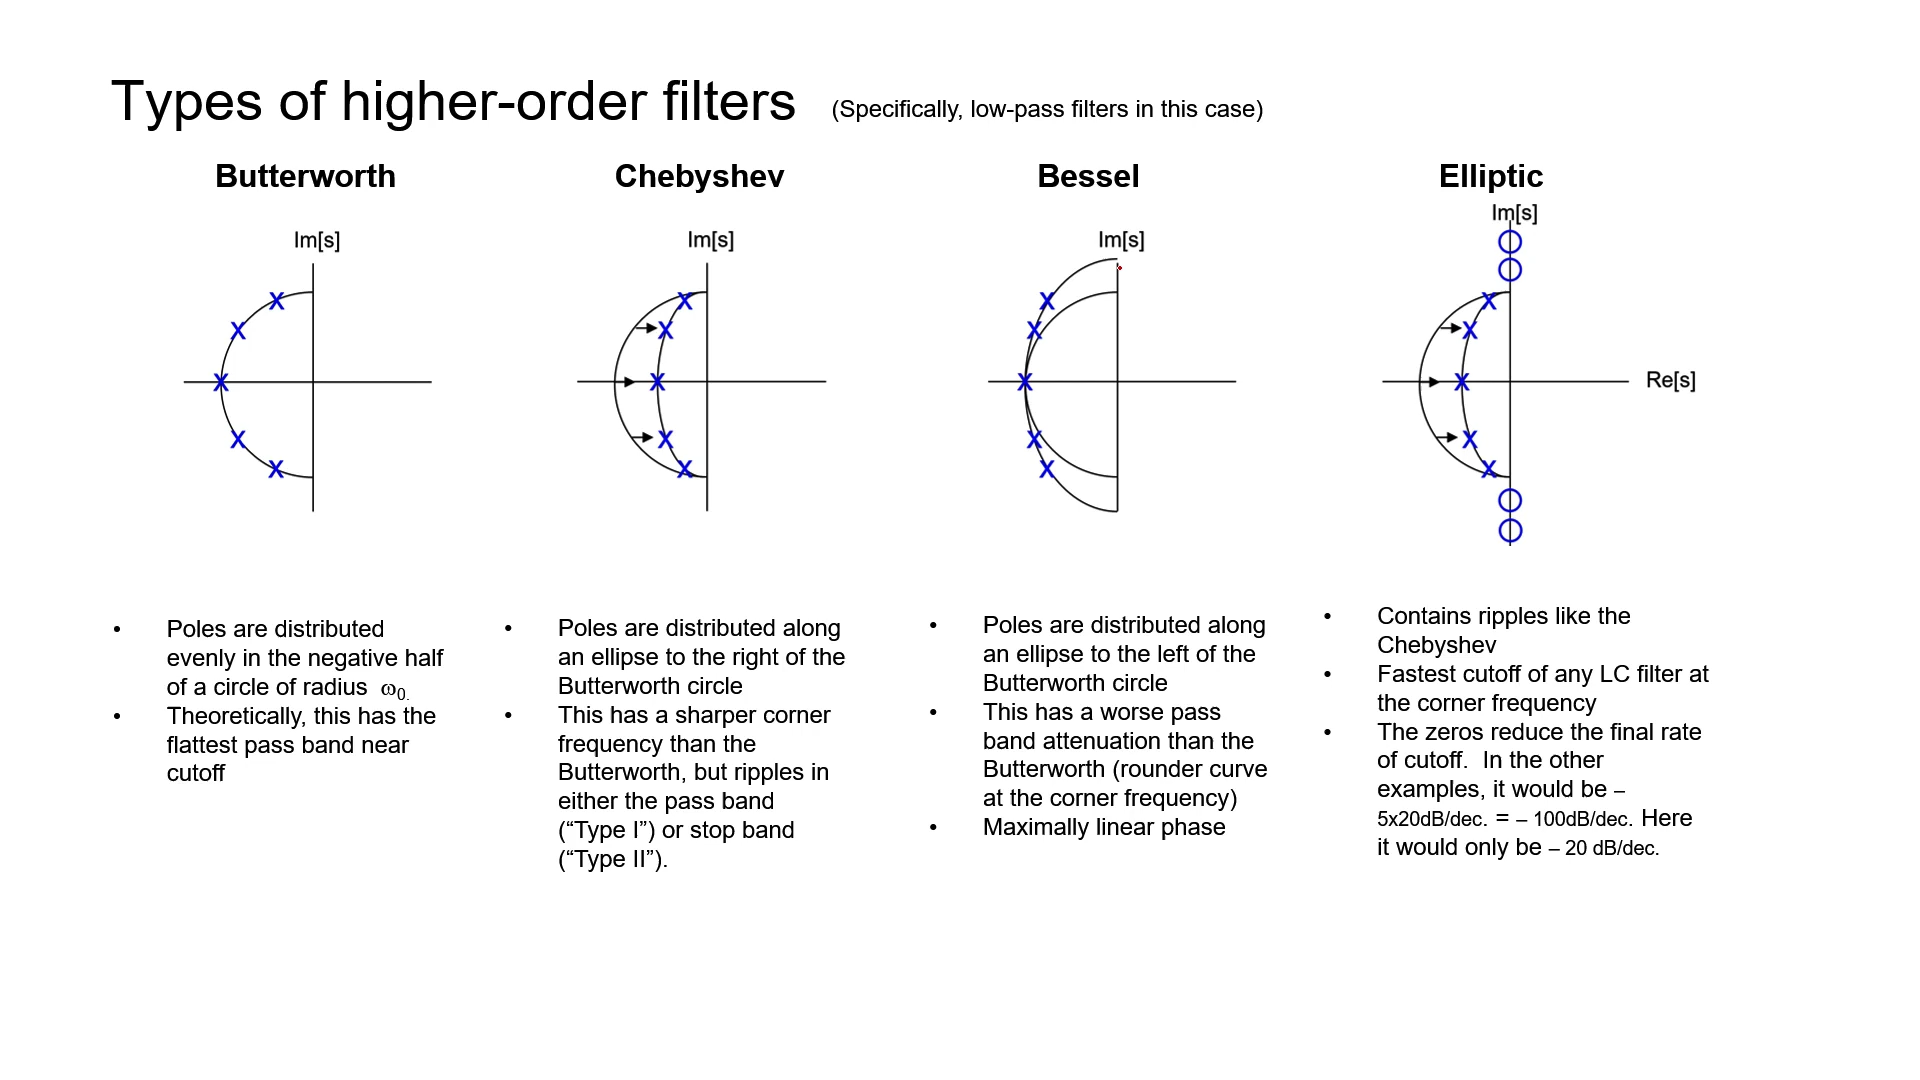 Types of higher-order filters (Specifically, low-pass filters in this case)
Butterworth
Im[s]
• Poles are distributed
evenly in the negative half
of a circle of radius ω0.
• Theoretically, this has the
flattest pass band near
cutoff
Chebyshev
Im[s]
• Poles are distributed along
an ellipse to the right of the
Butterworth circle
• This has a sharper corner
frequency than the
Butterworth, but ripples in
either the pass band
(“Type I”) or stop band
(“Type II”).
Bessel
Im[s]
• Poles are distributed along
an ellipse to the left of the
Butterworth circle
• This has a worse pass
band attenuation than the
Butterworth (rounder curve
at the corner frequency)
• Maximally linear phase
Elliptic
Im[s]
Re[s]
• Contains ripples like the
Chebyshev
• Fastest cutoff of any LC filter at
the corner frequency
• The zeros reduce the final rate
of cutoff.  In the other
examples, it would be –
5x20dB/dec. = – 100dB/dec. Here
it would only be – 20 dB/dec.